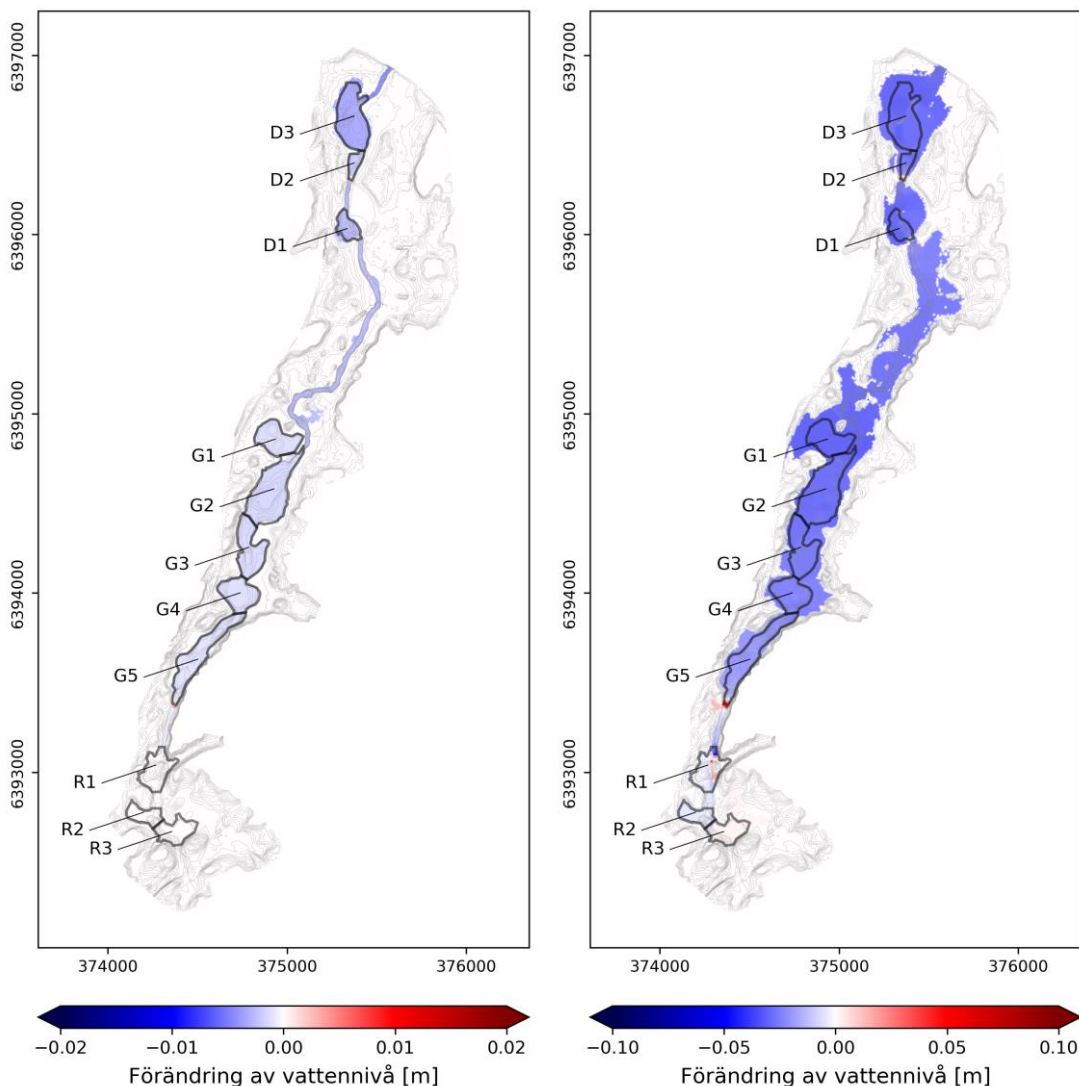 6397000
6396000
6395000
6394000
6393000
D3
D2
D1
G1
G2
G3
G4
G5
R1
R2
R3
374000 375000 376000
−0.02 −0.01 0.00 0.01 0.02
Förändring av vattennivå [m]
6397000
6396000
6395000
6394000
6393000
D3
D2
D1
G1
G2
G3
G4
G5
R1
R2
R3
374000 375000 376000
−0.10 −0.05 0.00 0.05 0.10
Förändring av vattennivå [m]